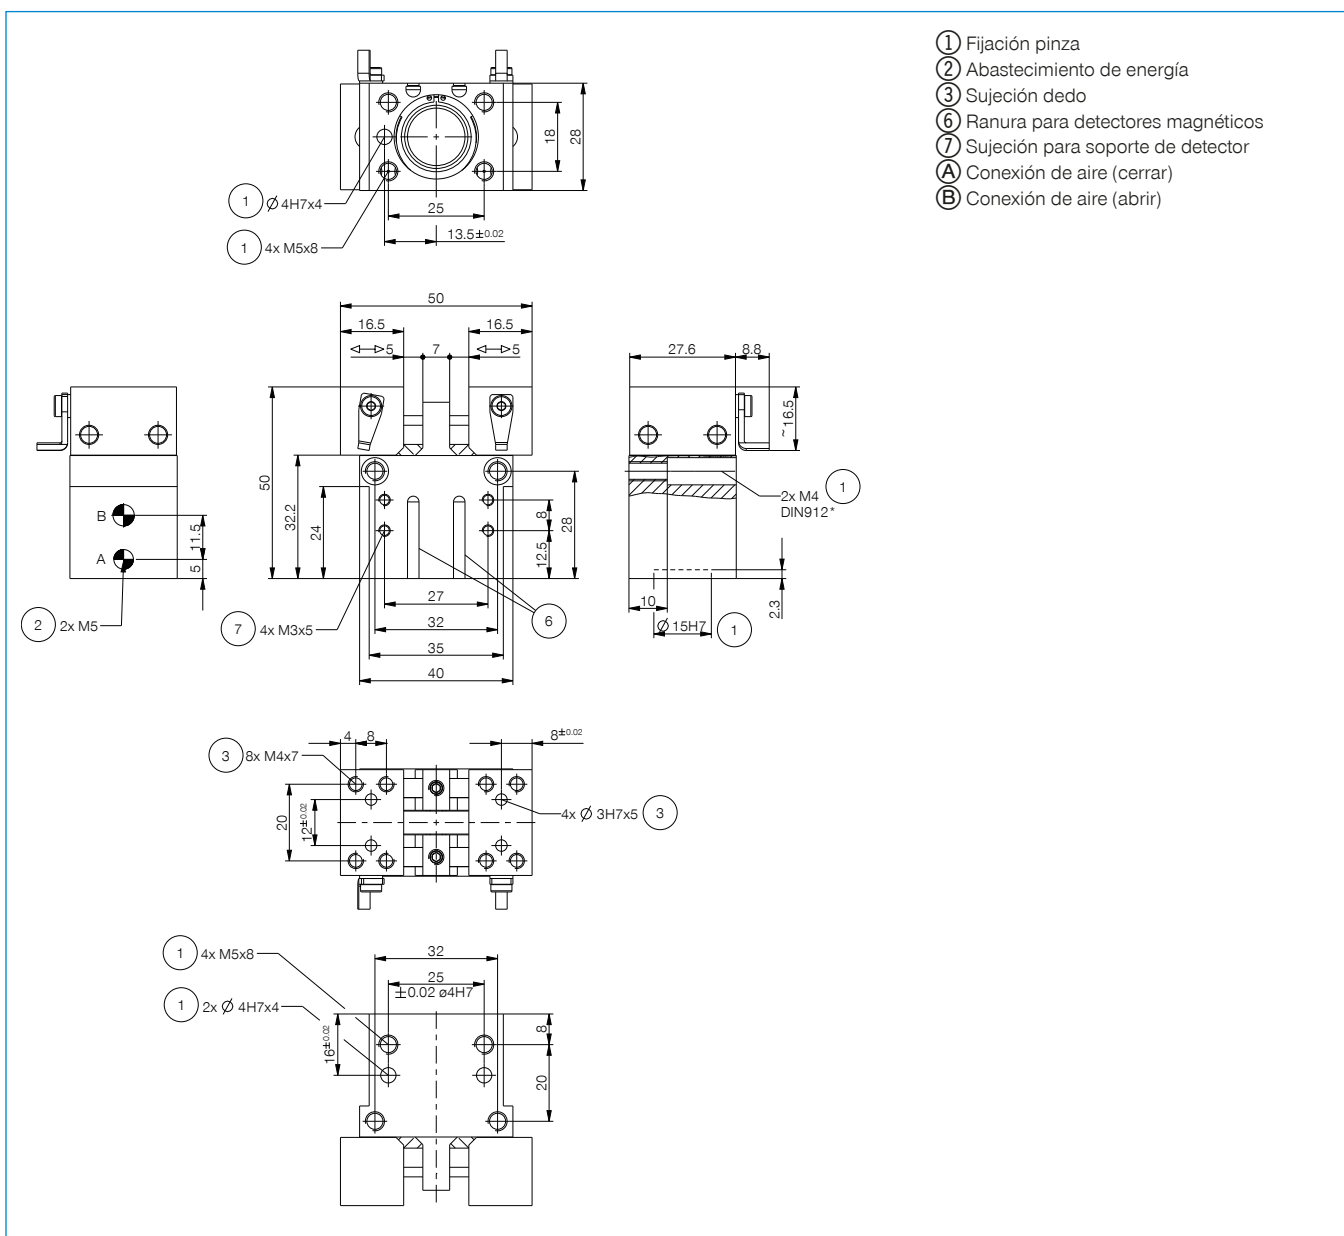 ① Fijación pinza
② Abastecimiento de energía
③ Sujeción dedo
⑥ Ranura para detectores magnéticos
⑦ Sujeción para soporte de detector
Ⓐ Conexión de aire (cerrar)
Ⓑ Conexión de aire (abrir)
18
28
1 Ø 4H7x4
25
1 4x M5x8
13.5±0.02
50
16.5
16.5
5
7
5
27.6
8.8
~16.5
50
32.2
24
8
12.5
28
B
A
11.5
5
2x M4 1
DIN912*
2 2x M5
7 4x M3x5
27
32
35
40
6
10
Ø 15H7 1
2.3
4
8
8±0.02
3 8x M4x7
20
12±0.02
4x Ø 3H7x5 3
1 4x M5x8
32
25
±0.02 ø4H7
1 2x Ø 4H7x4
16±0.02
8
20